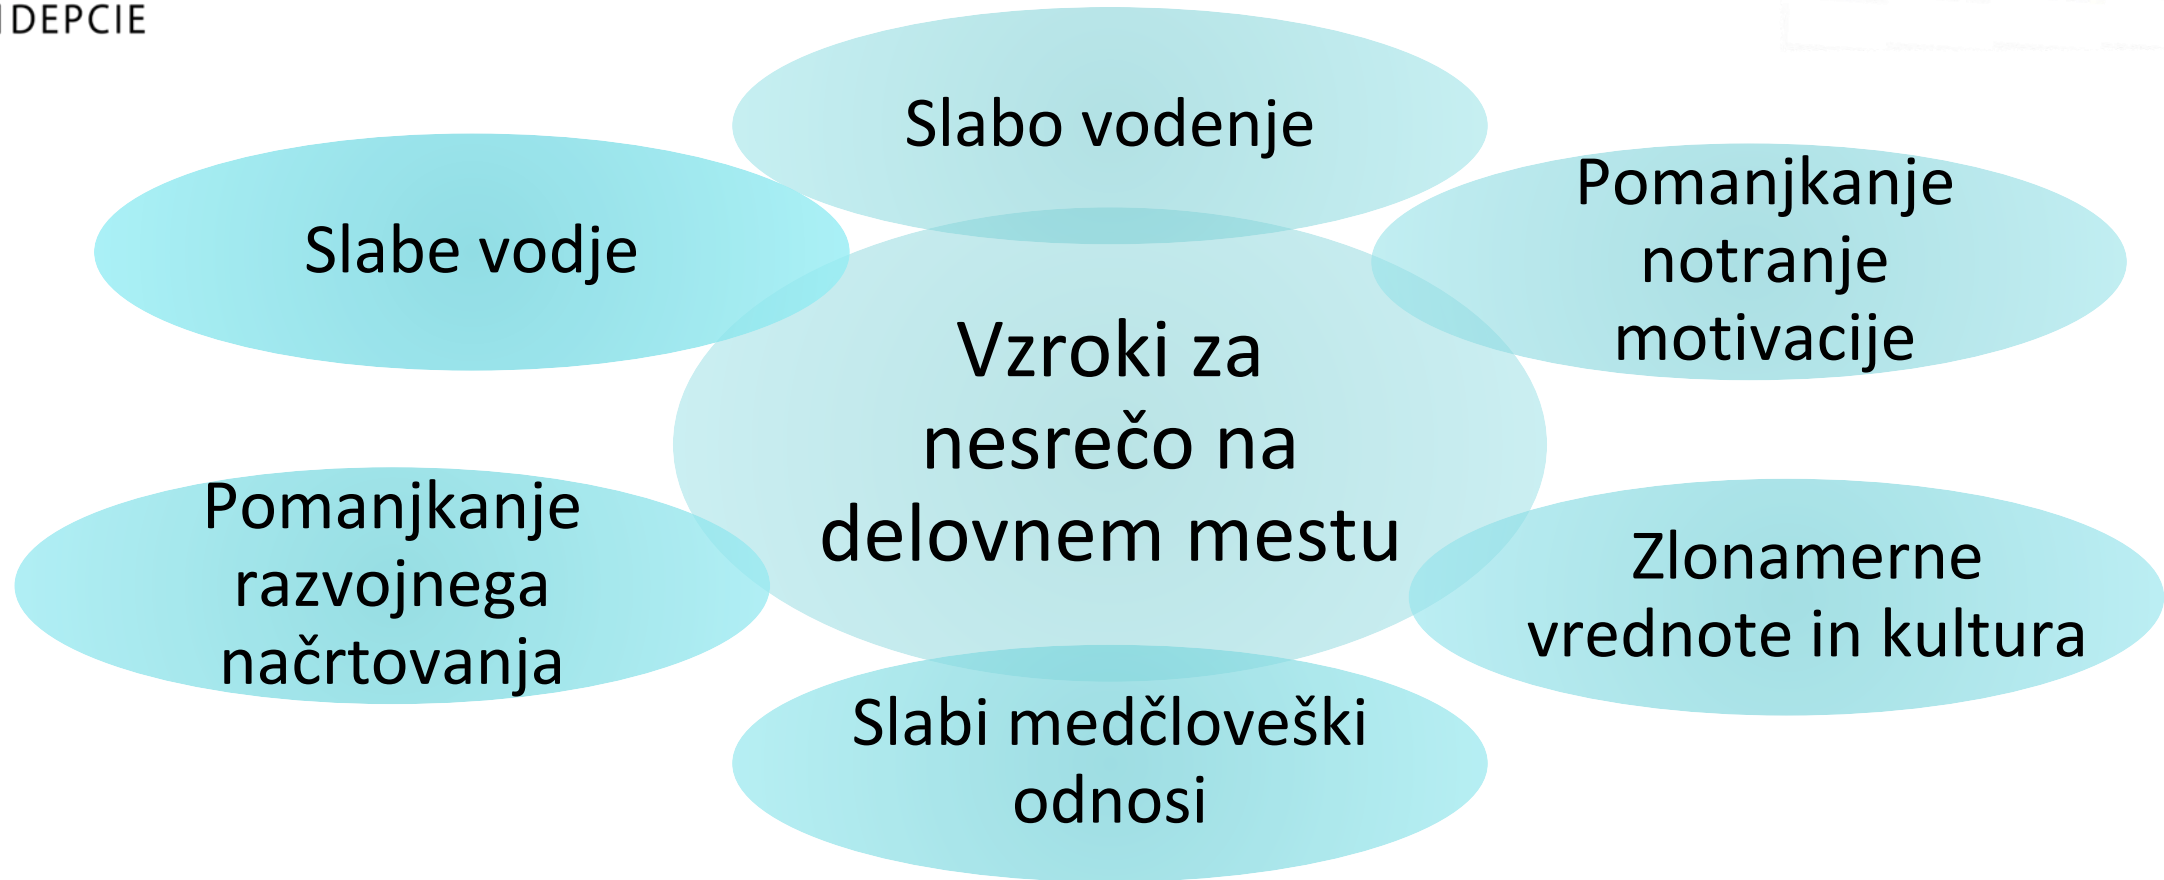 IDEPCIE
Slabo vodenje
Slabe vodje
Pomanjkanje
notranje
motivacije
Vzroki za
nesrečo na
delovnem mestu
Pomanjkanje
razvojnega
načrtovanja
Zlonamerne
vrednote in kultura
Slabi medčloveški
odnosi